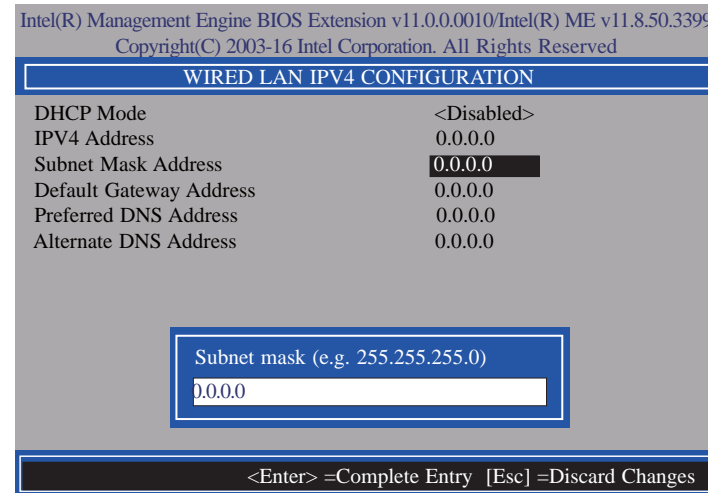 Intel(R) Management Engine BIOS Extension v11.0.0.0010/Intel(R) ME v11.8.50.3399
Copyright(C) 2003-16 Intel Corporation. All Rights Reserved
WIRED LAN IPV4 CONFIGURATION
DHCP Mode <Disabled>
IPV4 Address 0.0.0.0
Subnet Mask Address 0.0.0.0
Default Gateway Address 0.0.0.0
Preferred DNS Address 0.0.0.0
Alternate DNS Address 0.0.0.0
Subnet mask (e.g. 255.255.255.0)
0.0.0.0
<Enter> =Complete Entry [Esc] =Discard Changes